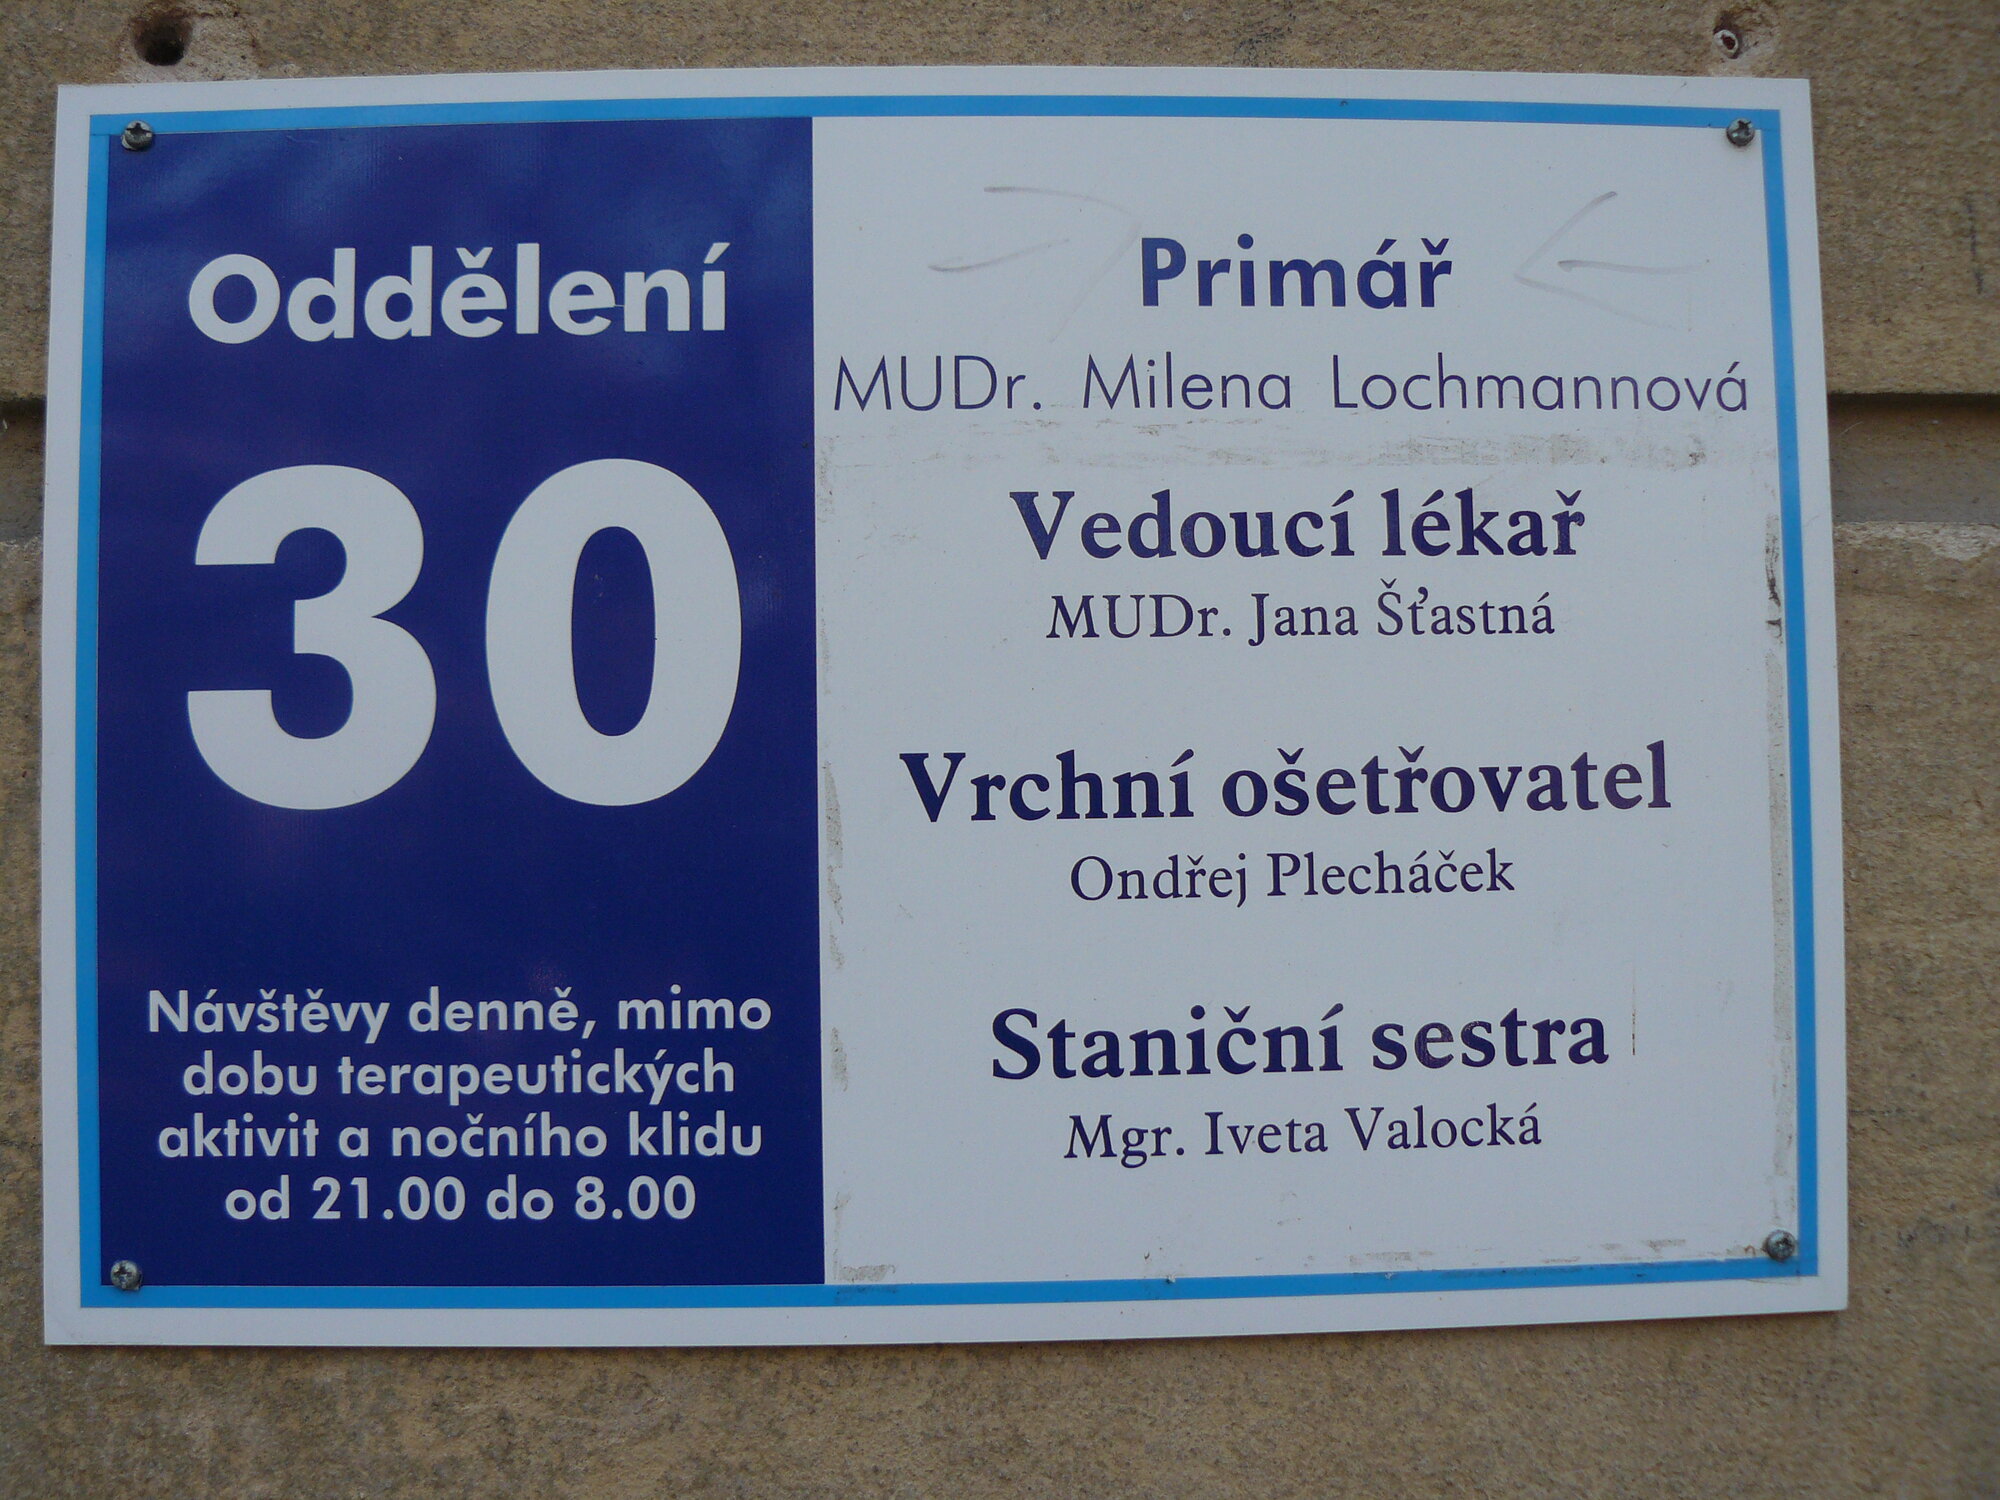 Oddělení
30
Návštěvy denně, mimo
dobu terapeutických
aktivit a nočního klidu
od 21.00 do 8.00
Primář
MUDr. Milena Lochmannová
Vedoucí lékař
MUDr. Jana Šťastná
Vrchní ošetřovatel
Ondřej Plecháček
Staniční sestra
Mgr. Iveta Valocká